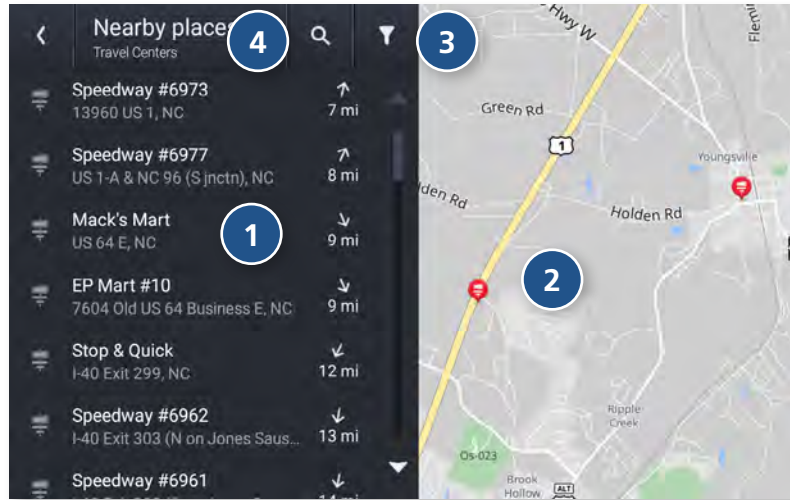 Nearby place
Travel Centers
4
3
Speedway #6973
13960 US 1, NC
7 mi
Speedway #6977
US 1-A & NC 96 (S jnctn), NC
8 mi
Mack's Mart
US 64 E, NC
9 mi
1
EP Mart #10
7604 Old US 64 Business E, NC
9 mi
Stop & Quick
I-40 Exit 299, NC
12 mi
Speedway #6962
I-40 Exit 303 (N on Jones Saus...
13 mi
Speedway #6961
Hwy W
Flemin
Green Rd
1
Youngsville
lden Rd
Holden Rd
2
Ripple
Creek
Os-023
Brook
Hollow
ALT